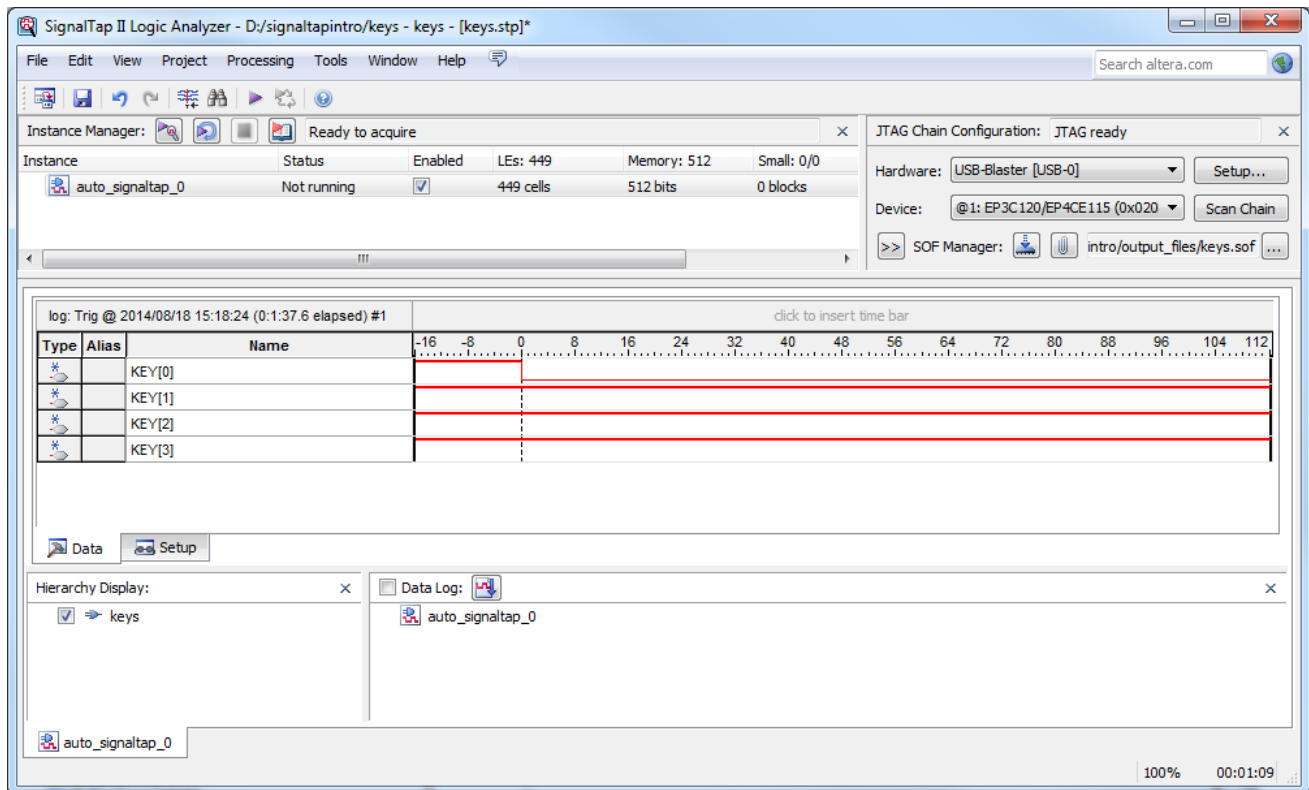 SignalTap II Logic Analyzer - D:/signaltapintro/keys - keys - [keys.stp]*
File Edit View Project Processing Tools Window Help
Search altera.com
Instance Manager: Ready to acquire
Instance Status Enabled LEs: 449 Memory: 512 Small: 0/0
auto_signaltap_0 Not running 449 cells 512 bits 0 blocks
JTAG Chain Configuration: JTAG ready
Hardware: USB-Blaster [USB-0] Setup...
Device: @1: EP3C120/EP4CE115 (0x020 Scan Chain
>> SOF Manager: intro/output_files/keys.sof ...
log: Trig @ 2014/08/18 15:18:24 (0:1:37.6 elapsed) #1 click to insert time bar
Type Alias Name -16 -8 0 8 16 24 32 40 48 56 64 72 80 88 96 104 112
KEY[0]
KEY[1]
KEY[2]
KEY[3]
Data Setup
Hierarchy Display:
keys
Data Log:
auto_signaltap_0
auto_signaltap_0
100% 00:01:09